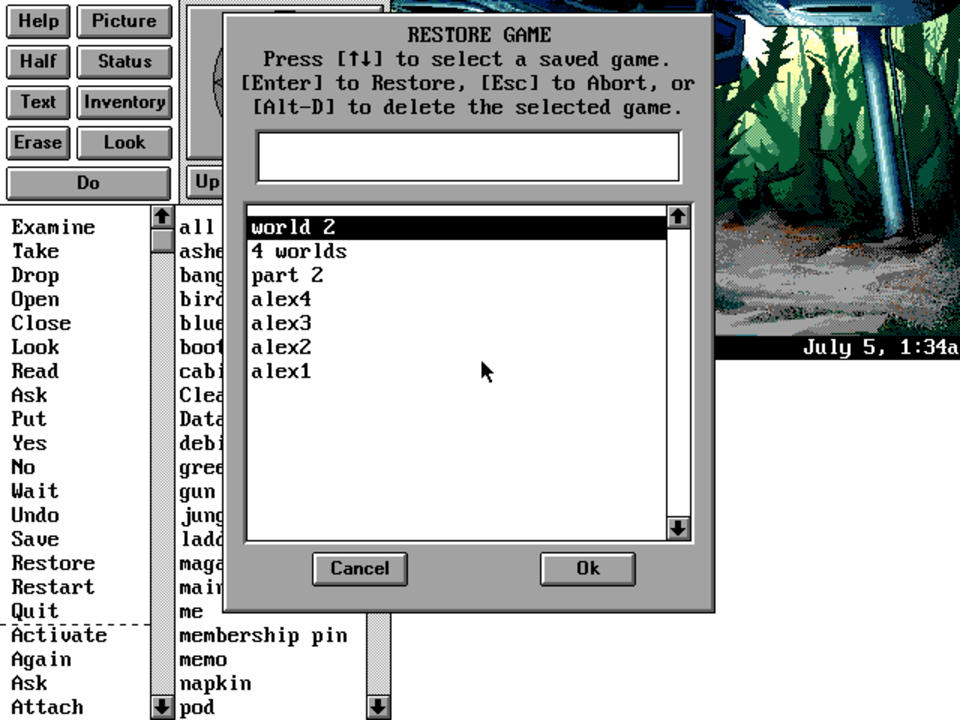 Help
Picture
Half
Status
Text
Inventory
Erase
Look
Do
Up
RESTORE GAME
Press [↑↓] to select a saved game.
[Enter] to Restore, [Esc] to Abort, or
[Alt-D] to delete the selected game.
world 2
4 worlds
part 2
alex4
alex3
alex2
alex1
Cancel
Ok
July 5, 1:34a
Examine
Take
Drop
Open
Close
Look
Read
Ask
Put
Yes
No
Wait
Undo
Save
Restore
Restart
Quit
Activate
Again
Ask
Attach
all
ashe
bang
bird
blue
boot
cabi
Clea
Data
debi
gree
gun
jung
ladd
maga
main
me
membership pin
memo
napkin
pod